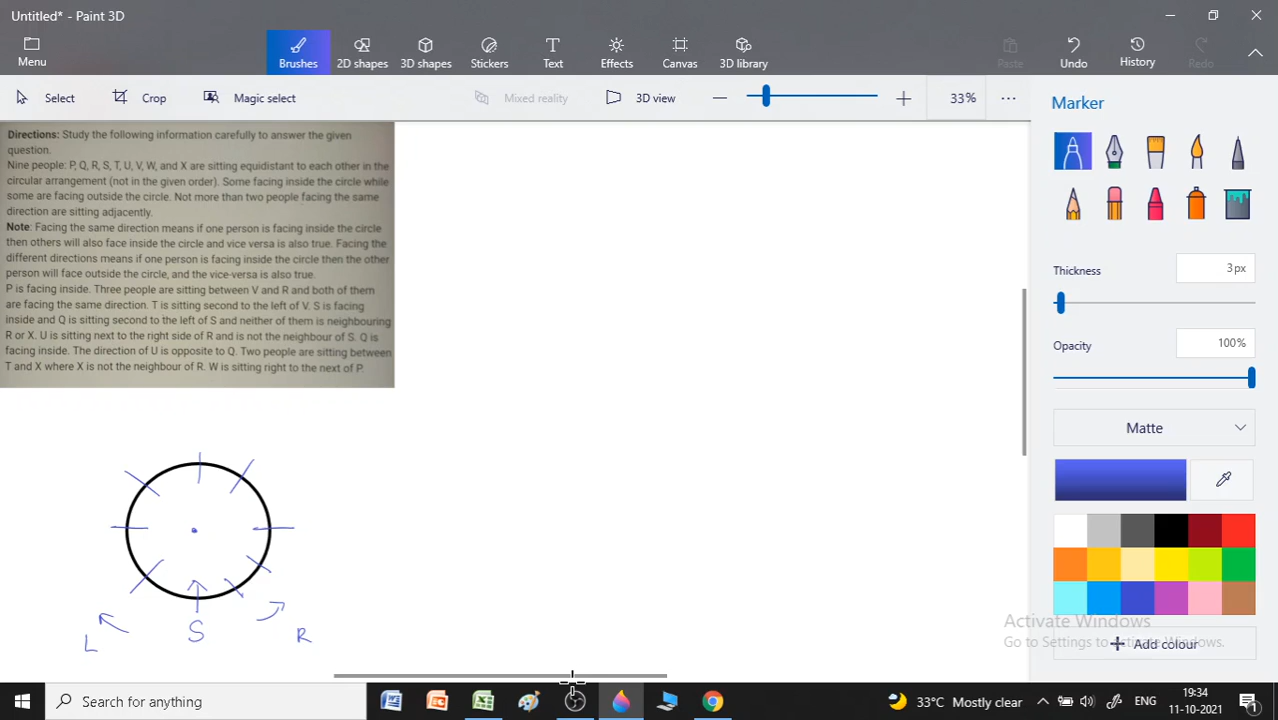 Untitled* - Paint 3D
Menu
Brushes
2D shapes
3D shapes
Stickers
Text
Effects
Canvas
3D library
Paste
Undo
History
Redo
Select
Crop
Magic select
Mixed reality
3D view
33%
Marker
Thickness
3px
Opacity
100%
Matte
Add colour
Directions: Study the following information carefully to answer the given
question.
Nine people: P, Q, R, S, T, U, V, W, and X are sitting equidistant to each other in the
circular arrangement (not in the given order). Some facing inside the circle while
some are facing outside the circle. Not more than two people facing the same
direction are sitting adjacently.
Note: Facing the same direction means if one person is facing inside the circle
then others will also face inside the circle and vice versa is also true. Facing the
different directions means if one person is facing inside the circle then the other
person will face outside the circle, and the vice-versa is also true.
P is facing inside. Three people are sitting between V and R and both of them
are facing the same direction. T is sitting second to the left of V. S is facing
inside and Q is sitting second to the left of S and neither of them is neighbouring
R or X. U is sitting next to the right side of R and is not the neighbour of S. Q is
facing inside. The direction of U is opposite to Q. Two people are sitting between
T and X where X is not the neighbour of R. W is sitting right to the next of P.
L
S
R
Activate Windows
Go to Settings to activate Windows.
Search for anything
33°C Mostly clear
ENG
19:34
11-10-2021
1